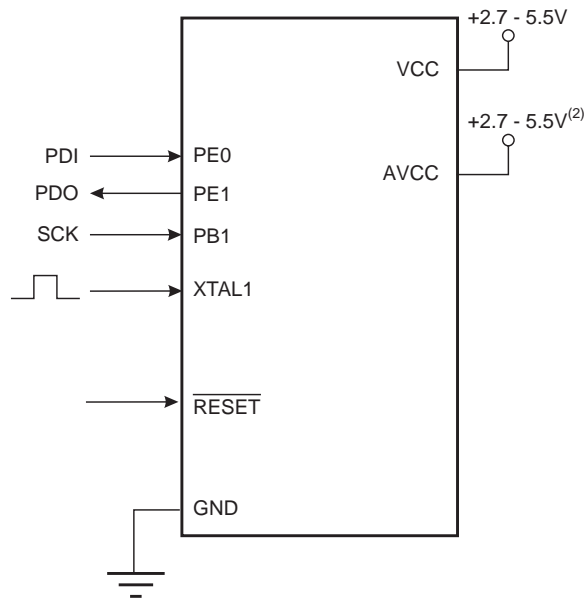 +2.7 - 5.5V
VCC
+2.7 - 5.5V(2)
PDI
PE0
AVCC
PDO
PE1
SCK
PB1
XTAL1
RESET
GND